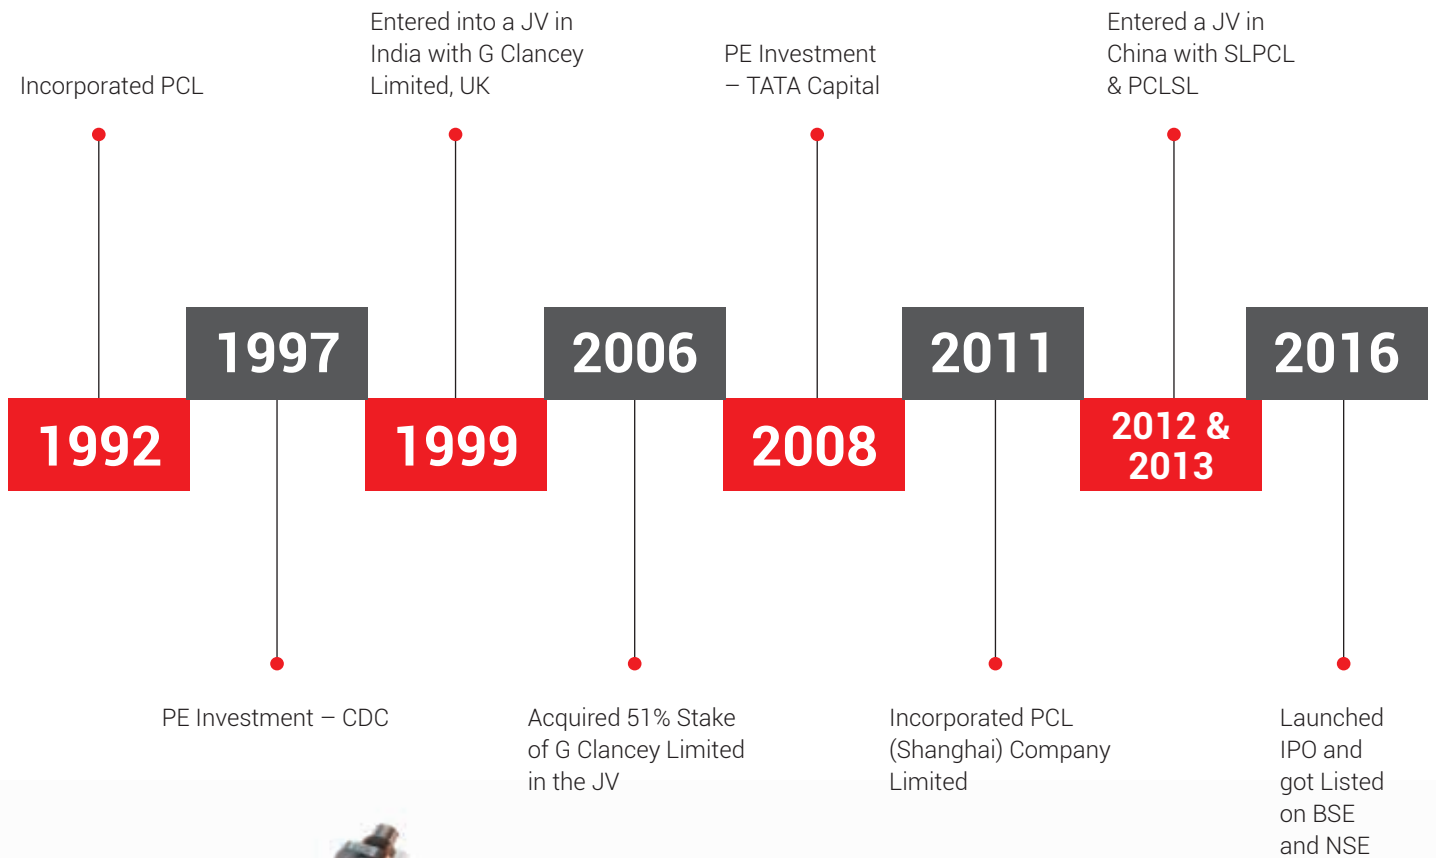 Incorporated PCL
Entered into a JV in
India with G Clancey
Limited, UK
PE Investment
– TATA Capital
Entered a JV in
China with SLPCL
& PCLSL
1997
2006
2011
2016
1992
1999
2008
2012 &
2013
PE Investment – CDC
Acquired 51% Stake
of G Clancey Limited
in the JV
Incorporated PCL
(Shanghai) Company
Limited
Launched
IPO and
got Listed
on BSE
and NSE